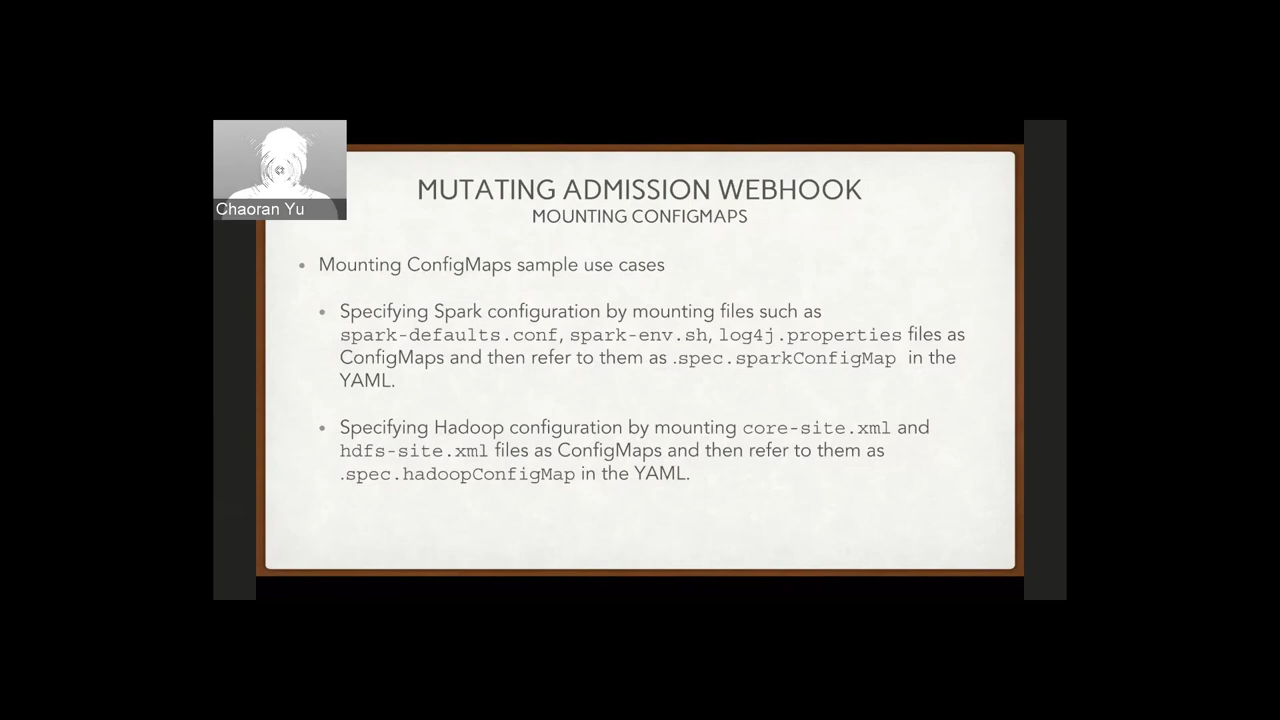 Chaoran Yu
MUTATING ADMISSION WEBHOOK
MOUNTING CONFIGMAPS
• Mounting ConfigMaps sample use cases
• Specifying Spark configuration by mounting files such as
spark-defaults.conf, spark-env.sh, log4j.properties files as
ConfigMaps and then refer to them as .spec.sparkConfigMap in the
YAML.
• Specifying Hadoop configuration by mounting core-site.xml and
hdfs-site.xml files as ConfigMaps and then refer to them as
.spec.hadoopConfigMap in the YAML.